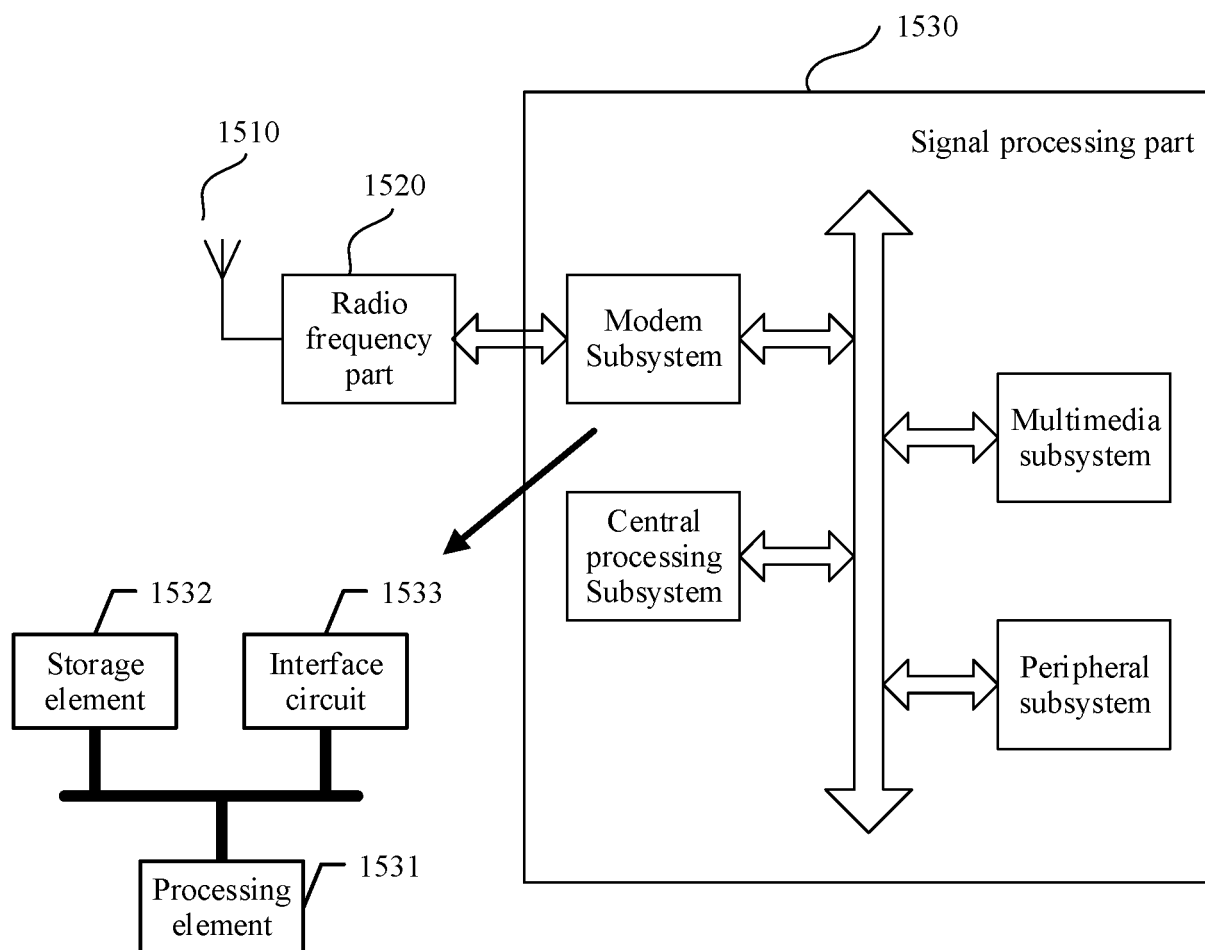 1530
Signal processing part
1510
1520
Radio
frequency
part
Modem
Subsystem
Multimedia
subsystem
Central
processing
Subsystem
1532
1533
Storage
element
Interface
circuit
Peripheral
subsystem
1531
Processing
element